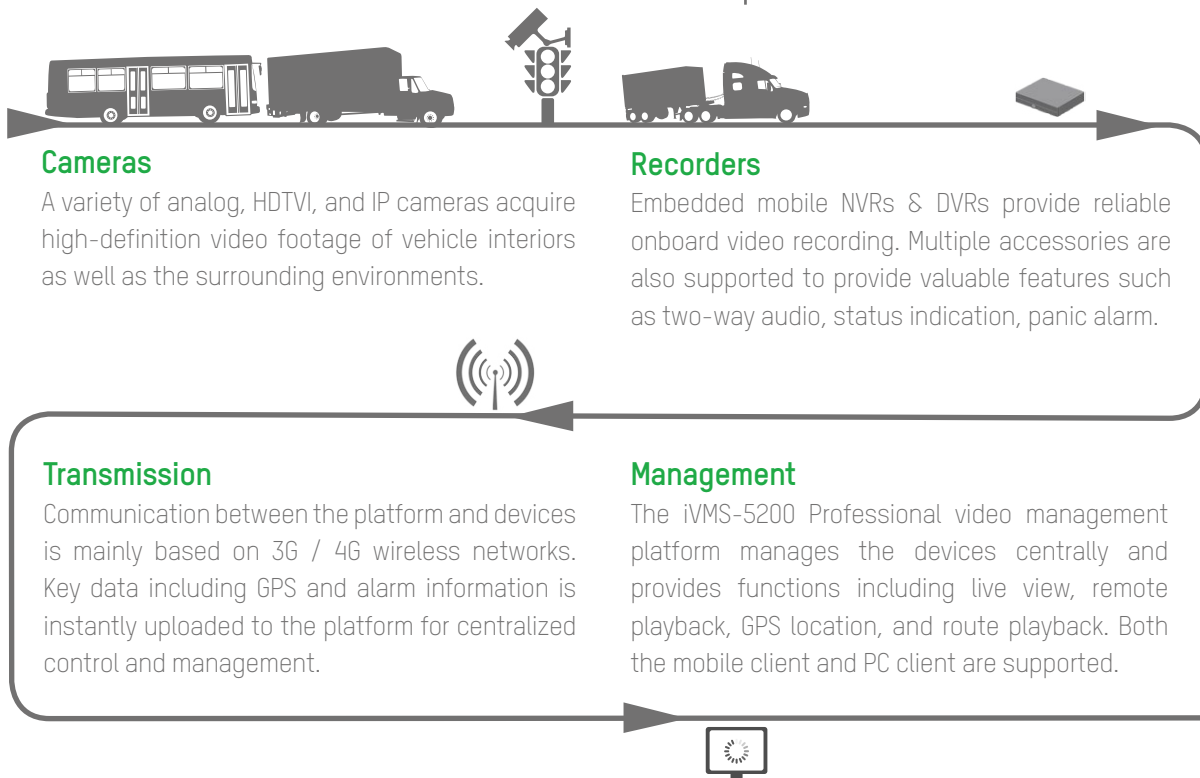 Cameras
A variety of analog, HDTVI, and IP cameras acquire
high-definition video footage of vehicle interiors
as well as the surrounding environments.
Recorders
Embedded mobile NVRs & DVRs provide reliable
onboard video recording. Multiple accessories are
also supported to provide valuable features such
as two-way audio, status indication, panic alarm.
Transmission
Communication between the platform and devices
is mainly based on 3G / 4G wireless networks.
Key data including GPS and alarm information is
instantly uploaded to the platform for centralized
control and management.
Management
The iVMS-5200 Professional video management
platform manages the devices centrally and
provides functions including live view, remote
playback, GPS location, and route playback. Both
the mobile client and PC client are supported.